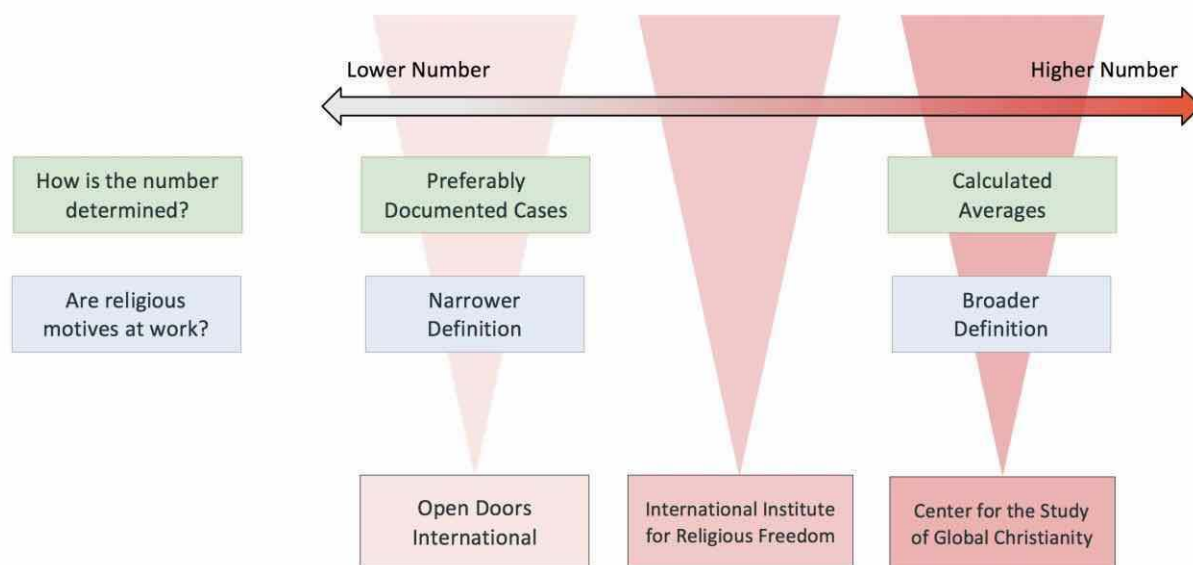 Lower Number
Higher Number
How is the number
determined?
Preferably
Documented Cases
Calculated
Averages
Are religious
motives at work?
Narrower
Definition
Broader
Definition
Open Doors
International
International Institute
for Religious Freedom
Center for the Study
of Global Christianity